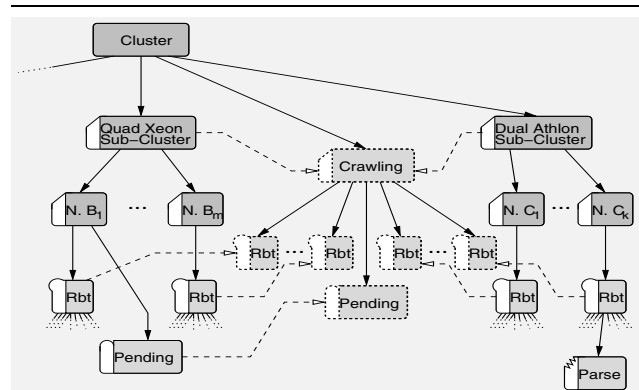 Cluster
Quad Xeon
Sub-Cluster
Dual Athlon
Sub-Cluster
Crawling
N. B1
...
N. Bm
N. C1
...
N. Ck
Rbt ... Rbt
Rbt ... Rbt
Rbt
Rbt
Pending
Rbt
Rbt
Pending
Parse